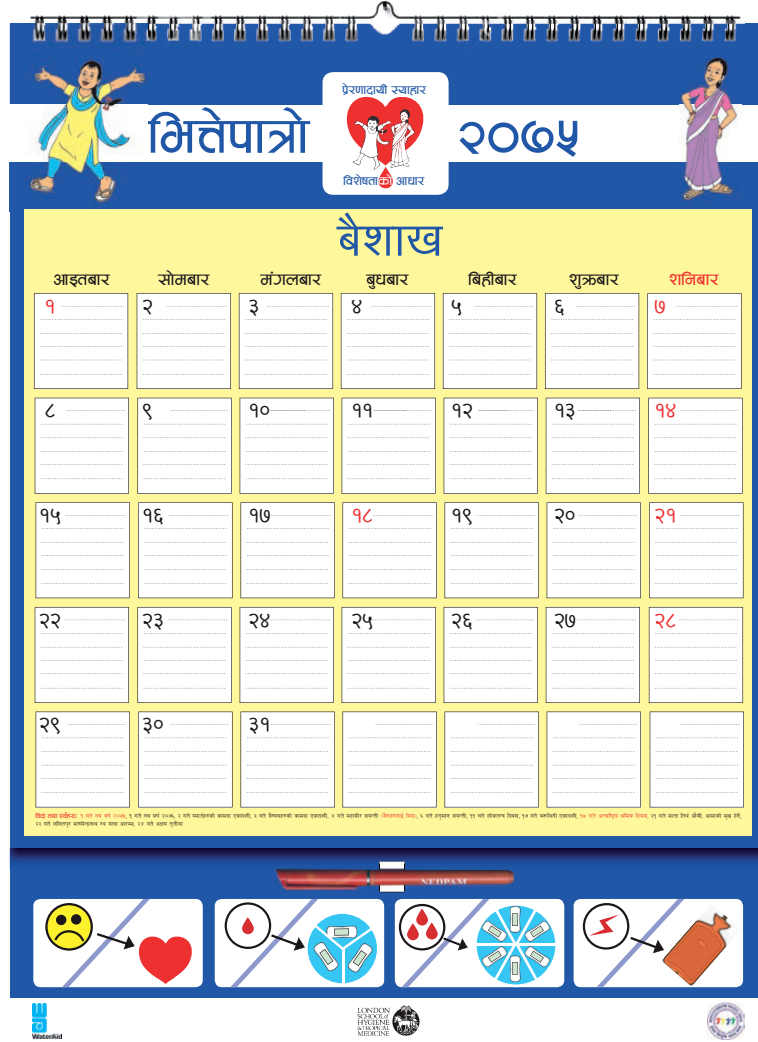 प्रेरणादायी स्याहार
भित्तेपात्रो
२०७५
विशेषताको आधार
बैशाख
आइतबार सोमबार मंगलबार बुधबार बिहीबार शुक्रबार शनिबार
१ २ ३ ४ ५ ६ ७
८ ९ १० ११ १२ १३ १४
१५ १६ १७ १८ १९ २० २१
२२ २३ २४ २५ २६ २७ २८
२९ ३० ३१
NEDPAM
WaterAid
LONDON
SCHOOL of
HYGIENE
& TROPICAL
MEDICINE